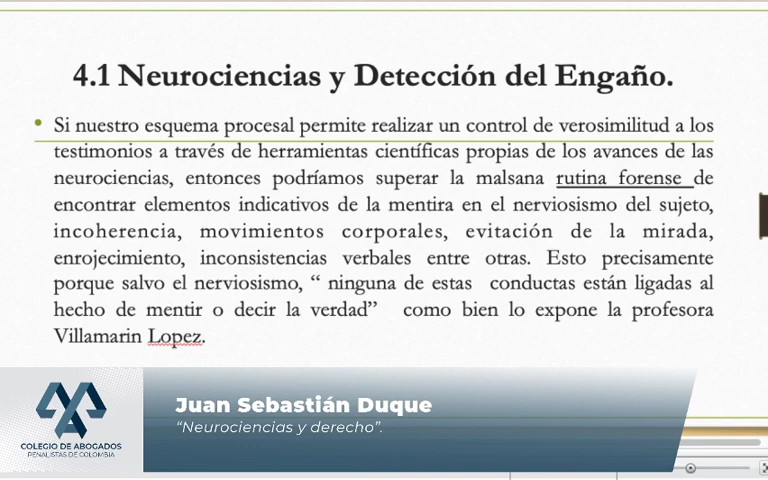 4.1 Neurociencias y Detección del Engaño.
• Si nuestro esquema procesal permite realizar un control de verosimilitud a los
testimonios a través de herramientas científicas propias de los avances de las
neurociencias, entonces podríamos superar la malsana rutina forense de
encontrar elementos indicativos de la mentira en el nerviosismo del sujeto,
incoherencia, movimientos corporales, evitación de la mirada,
enrojecimiento, inconsistencias verbales entre otras. Esto precisamente
porque salvo el nerviosismo, “ ninguna de estas conductas están ligadas al
hecho de mentir o decir la verdad” como bien lo expone la profesora
Villamarin Lopez.
Juan Sebastián Duque
“Neurociencias y derecho”.
COLEGIO DE ABOGADOS
PENALISTAS DE COLOMBIA